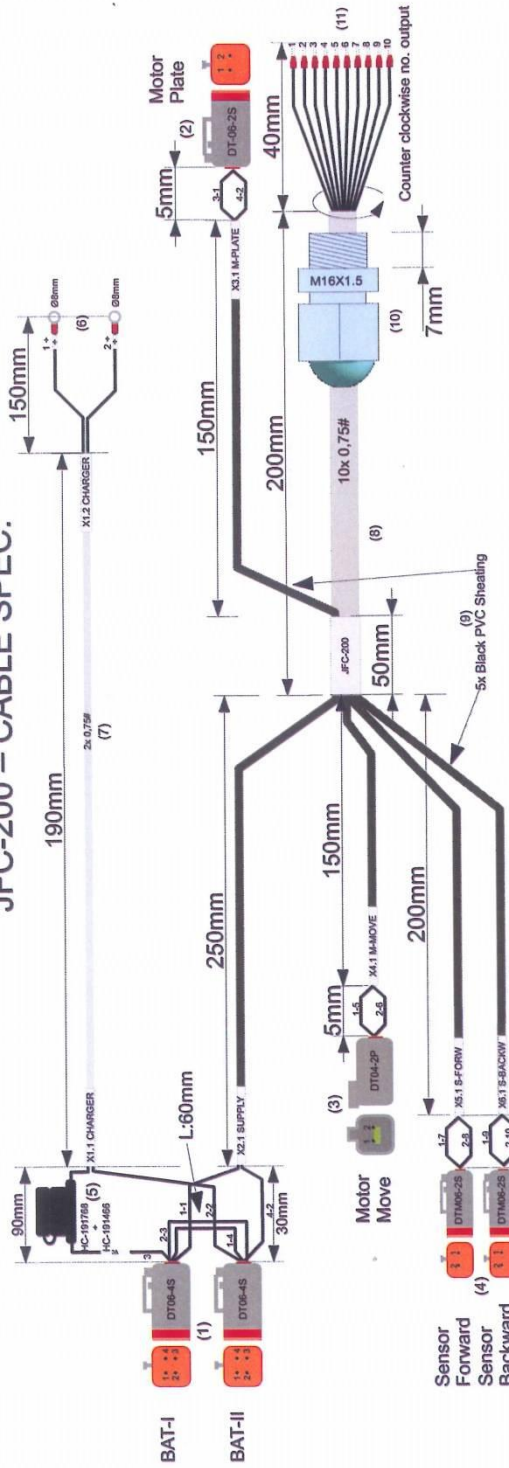 JFC-200 – CABLE SPEC.
90mm
190mm
150mm
X1.1 CHARGER
2x 0,75#
(7)
X1.2 CHARGER
1 +
2 +
Ø8mm
Ø8mm
(6)
HC-191768
+
HC-191466
(5)
L:60mm
3
2-3
1-1
2-2
1-4
4-2
30mm
BAT-I
BAT-II
DT06-4S
DT06-4S
(1)
X2.1 SUPPLY
250mm
150mm
X3.1 M-PLATE
5mm
3-1
4-2
(2)
DT-06-2S
Motor
Plate
200mm
40mm
JFC-200
50mm
10x 0,75#
(8)
M16X1.5
(10)
7mm
(11)
1
2
3
4
5
6
7
8
9
10
Counter clockwise no. output
(9)
5x Black PVC Sheating
150mm
5mm
X4.1 M-MOVE
1-5
2-6
(3)
DT04-2P
Motor
Move
200mm
X5.1 S-FORW
X6.1 S-BACKW
1-7
2-8
1-9
2-10
DTM06-2S
DTM06-2S
(4)
Sensor
Forward
Sensor
Backward